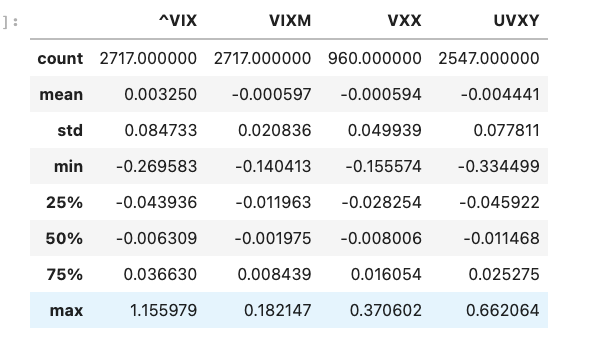 ]:
^VIX VIXM VXX UVXY
count 2717.000000 2717.000000 960.000000 2547.000000
mean 0.003250 -0.000597 -0.000594 -0.004441
std 0.084733 0.020836 0.049939 0.077811
min -0.269583 -0.140413 -0.155574 -0.334499
25% -0.043936 -0.011963 -0.028254 -0.045922
50% -0.006309 -0.001975 -0.008006 -0.011468
75% 0.036630 0.008439 0.016054 0.025275
max 1.155979 0.182147 0.370602 0.662064